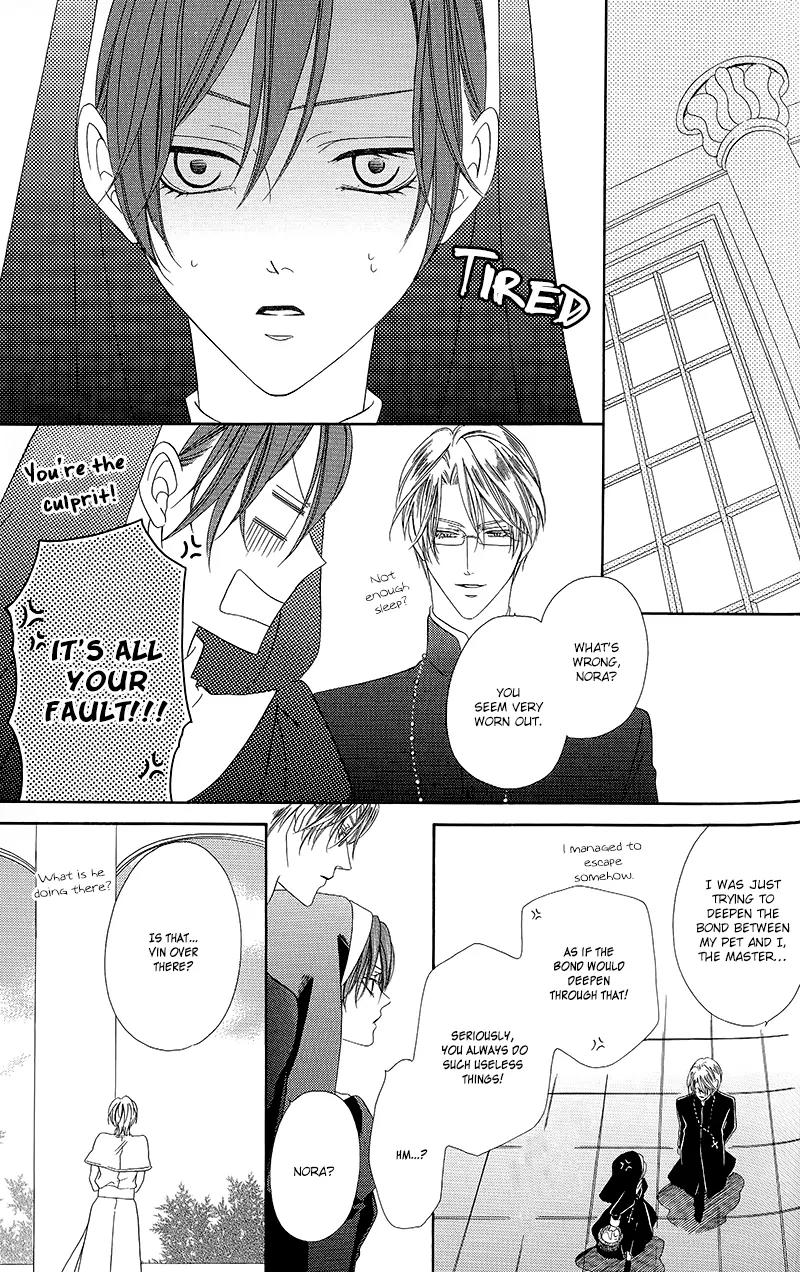 TIRED
WHAT'S
WRONG,
NORA?
YOU
SEEM VERY
WORN OUT.
Not
enough
sleep?
You're the
culprit!
IT'S ALL
YOUR
FAULT!!!
I WAS JUST
TRYING TO
DEEPEN THE
BOND BETWEEN
MY PET AND I,
THE MASTER...
I managed to
escape
somehow.
AS IF THE
BOND WOULD
DEEPEN
THROUGH THAT!
SERIOUSLY,
YOU ALWAYS DO
SUCH USELESS
THINGS!
HM...?
NORA?
What is he
doing there?
IS THAT...
VIN OVER
THERE?